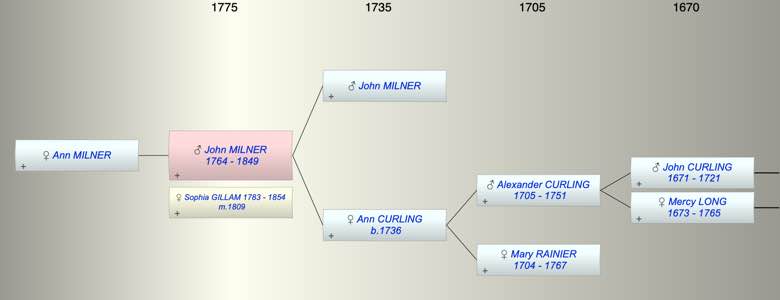 1775
1735
1705
1670
♀ Ann MILNER
+
♂ John MILNER
1764 - 1849
+
♀ Sophia GILLAM 1783 - 1854
m.1809
+
♂ John MILNER
+
♀ Ann CURLING
b.1736
+
♂ Alexander CURLING
1705 - 1751
+
♀ Mary RAINIER
1704 - 1767
+
♂ John CURLING
1671 - 1721
+
♀ Mercy LONG
1673 - 1765
+